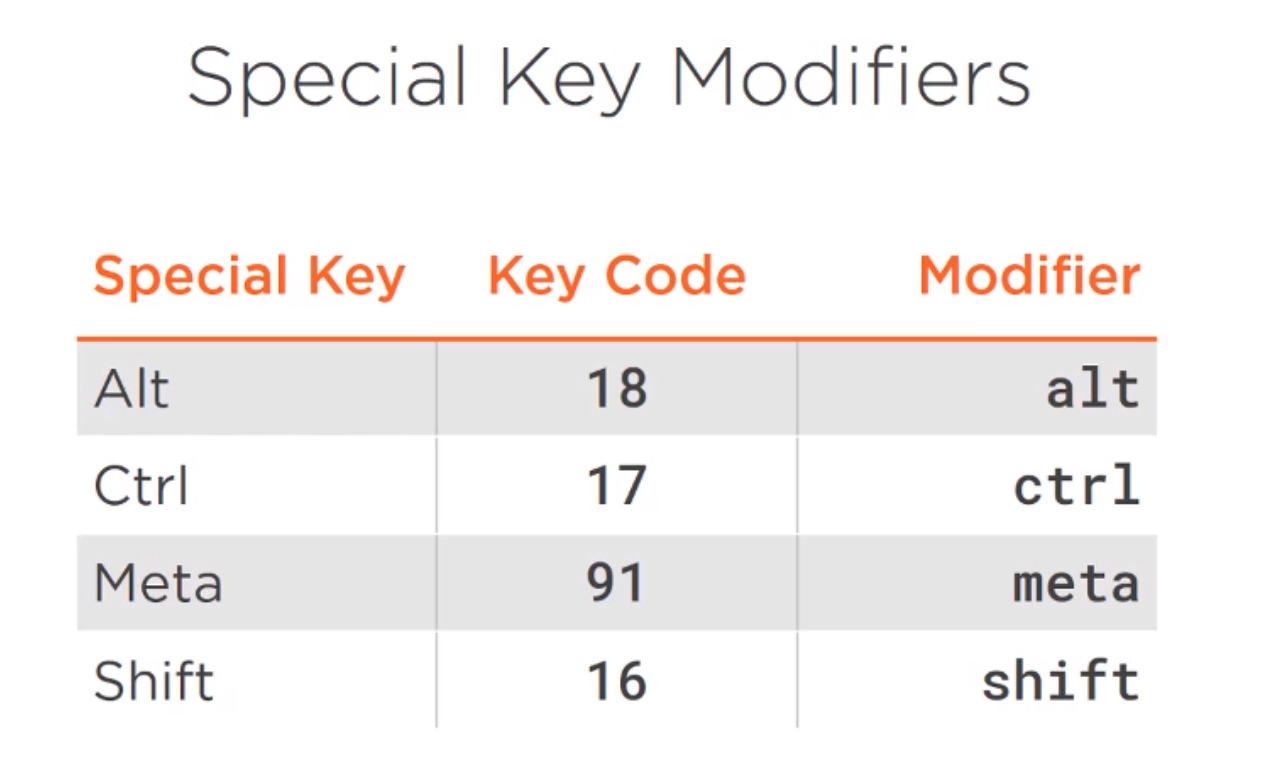 Special Key Modifiers
Special Key Key Code Modifier
Alt 18 alt
Ctrl 17 ctrl
Meta 91 meta
Shift 16 shift